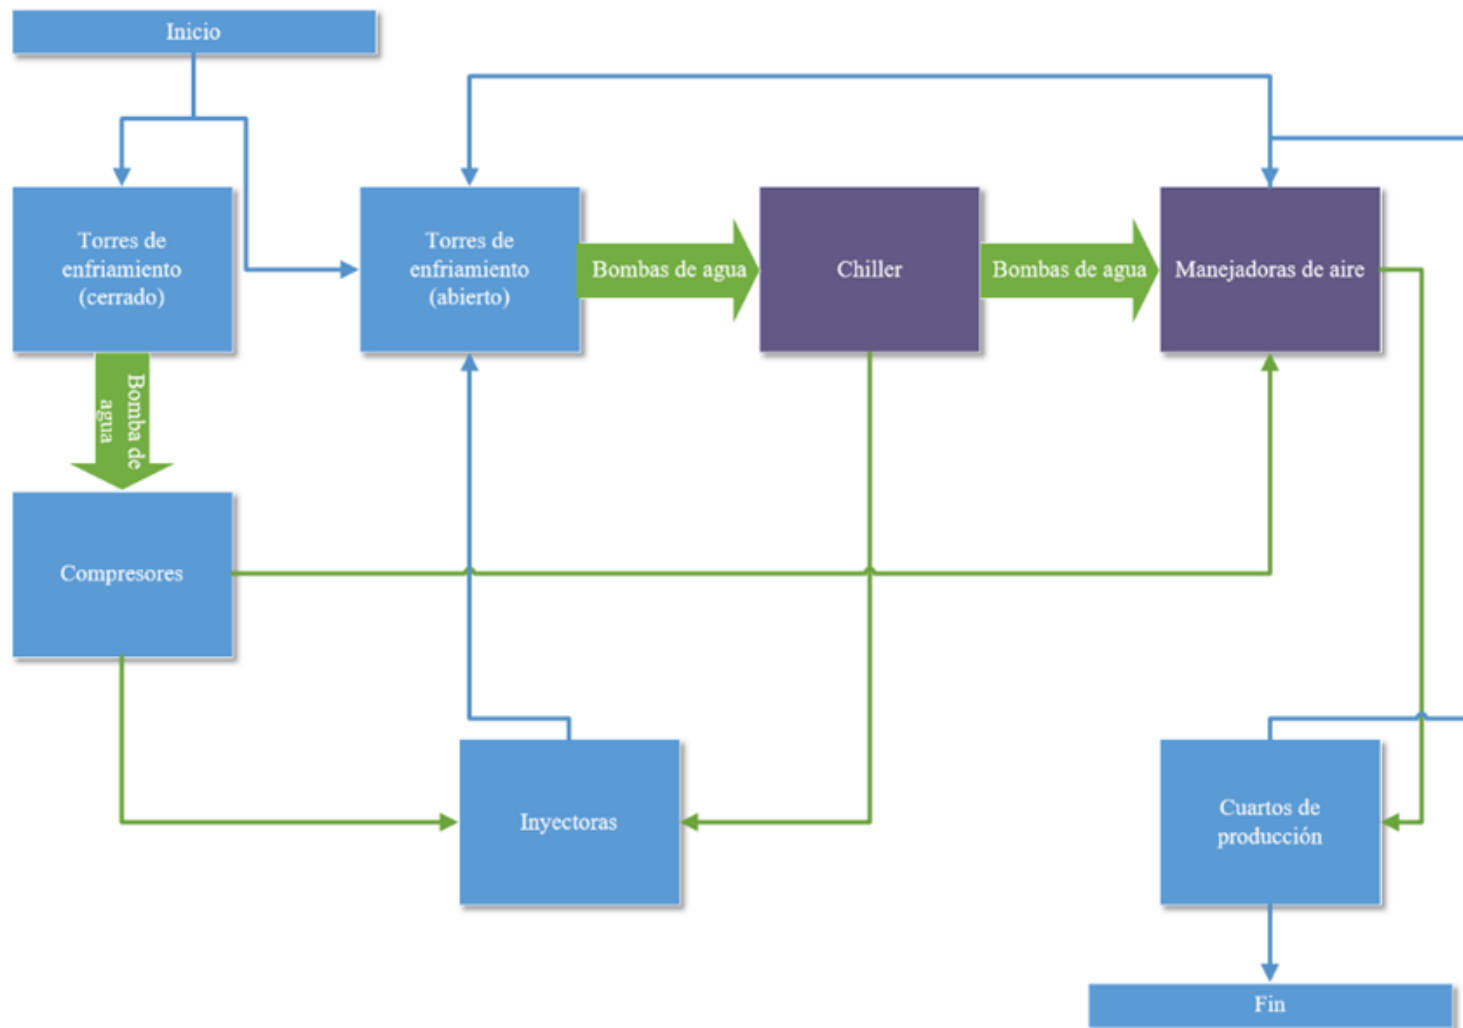 Inicio
Torres de
enfriamiento
(cerrado)
Torres de
enfriamiento
(abierto)
Bombas de agua
Chiller
Bombas de agua
Manejadoras de aire
Bomba de
agua
Compresores
Inyectoras
Cuartos de
producción
Fin